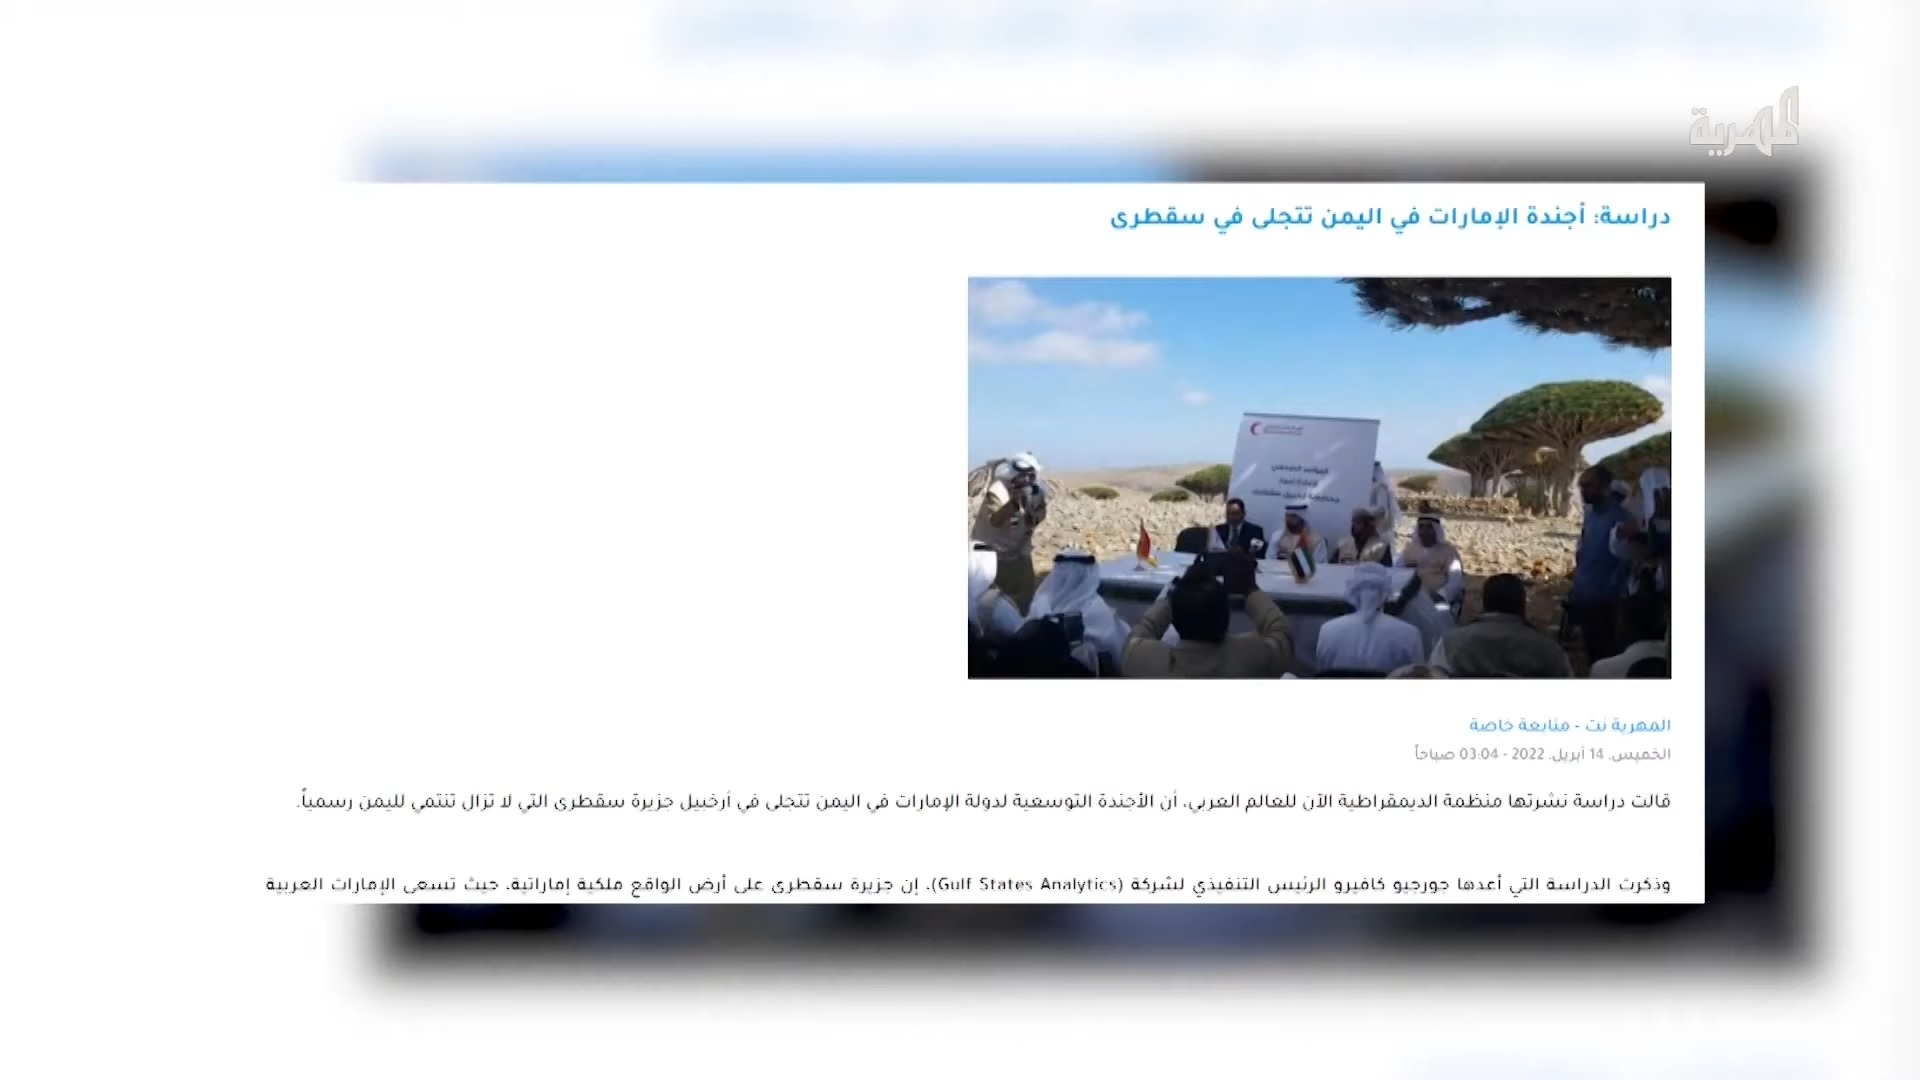 المهرية
دراسة: أجندة الإمارات في اليمن تتجلى في سقطرى
المهرية نت - متابعة خاصة
الخميس, 14 أبريل, 2022 - 03:04 صباحاً
قالت دراسة نشرتها منظمة الديمقراطية الآن للعالم العربي، أن الأجندة التوسعية لدولة الإمارات في اليمن تتجلى في أرخبيل جزيرة سقطرى التي لا تزال تنتمي لليمن رسمياً.
وذكرت الدراسة التي أعدها جورجيو كافيرو الرئيس التنفيذي لشركة (Gulf States Analytics)، إن جزيرة سقطرى على أرض الواقع ملكية إماراتية، حيث تسعى الإمارات العربية